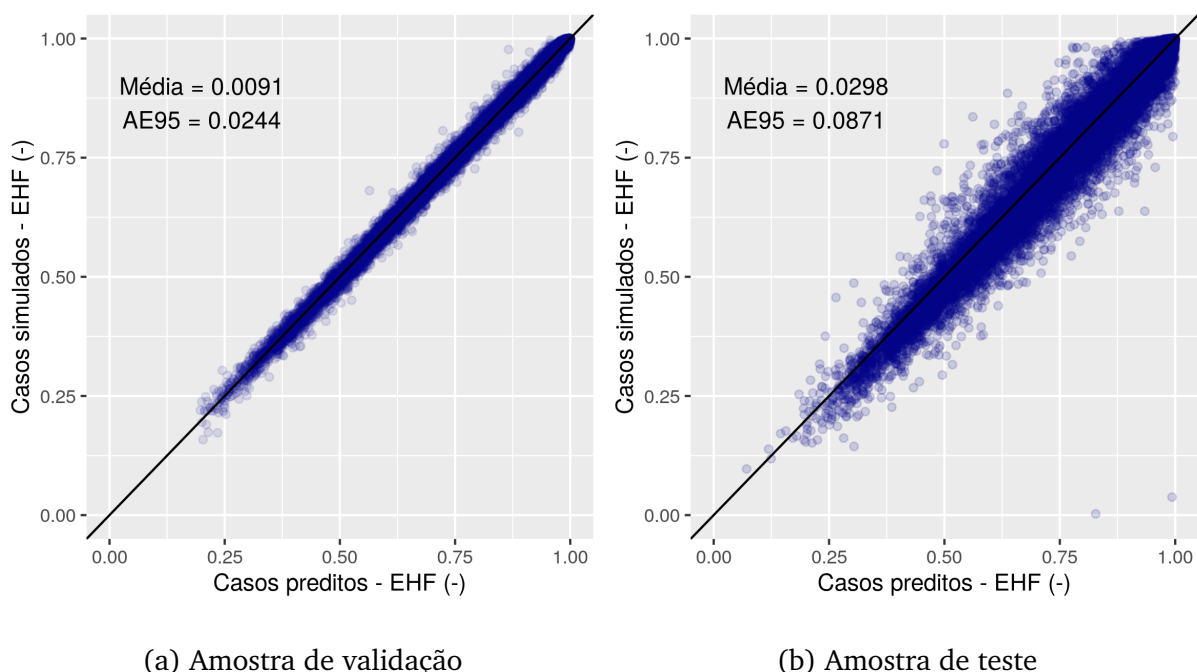 Média = 0.0091
AE95 = 0.0244
Casos simulados - EHF (-)
1.00
0.75
0.50
0.25
0.00
0.00 0.25 0.50 0.75 1.00
Casos preditos - EHF (-)
(a) Amostra de validação
Média = 0.0298
AE95 = 0.0871
Casos simulados - EHF (-)
1.00
0.75
0.50
0.25
0.00
0.00 0.25 0.50 0.75 1.00
Casos preditos - EHF (-)
(b) Amostra de teste